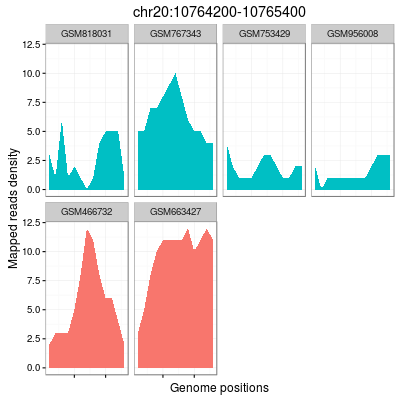 chr20:10764200-10765400
GSM818031 GSM767343 GSM753429 GSM956008
12.5
10.0
7.5
5.0
2.5
0.0
Mapped reads density
GSM466732 GSM663427
12.5
10.0
7.5
5.0
2.5
0.0
Genome positions